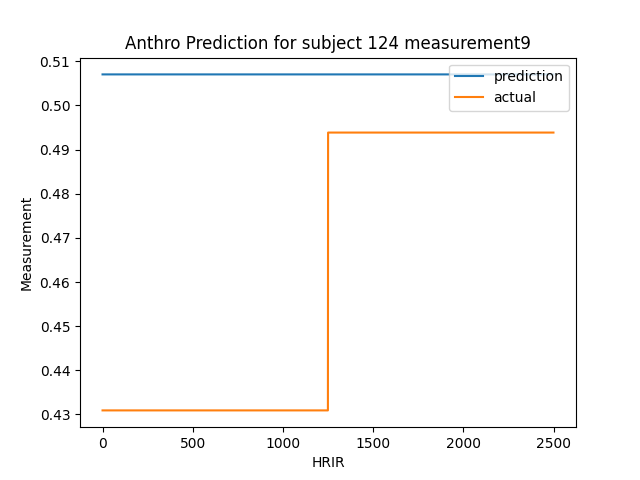 Anthro Prediction for subject 124 measurement9
prediction
actual
0.51
0.50
0.49
0.48
0.47
0.46
0.45
0.44
0.43
Measurement
0 500 1000 1500 2000 2500
HRIR